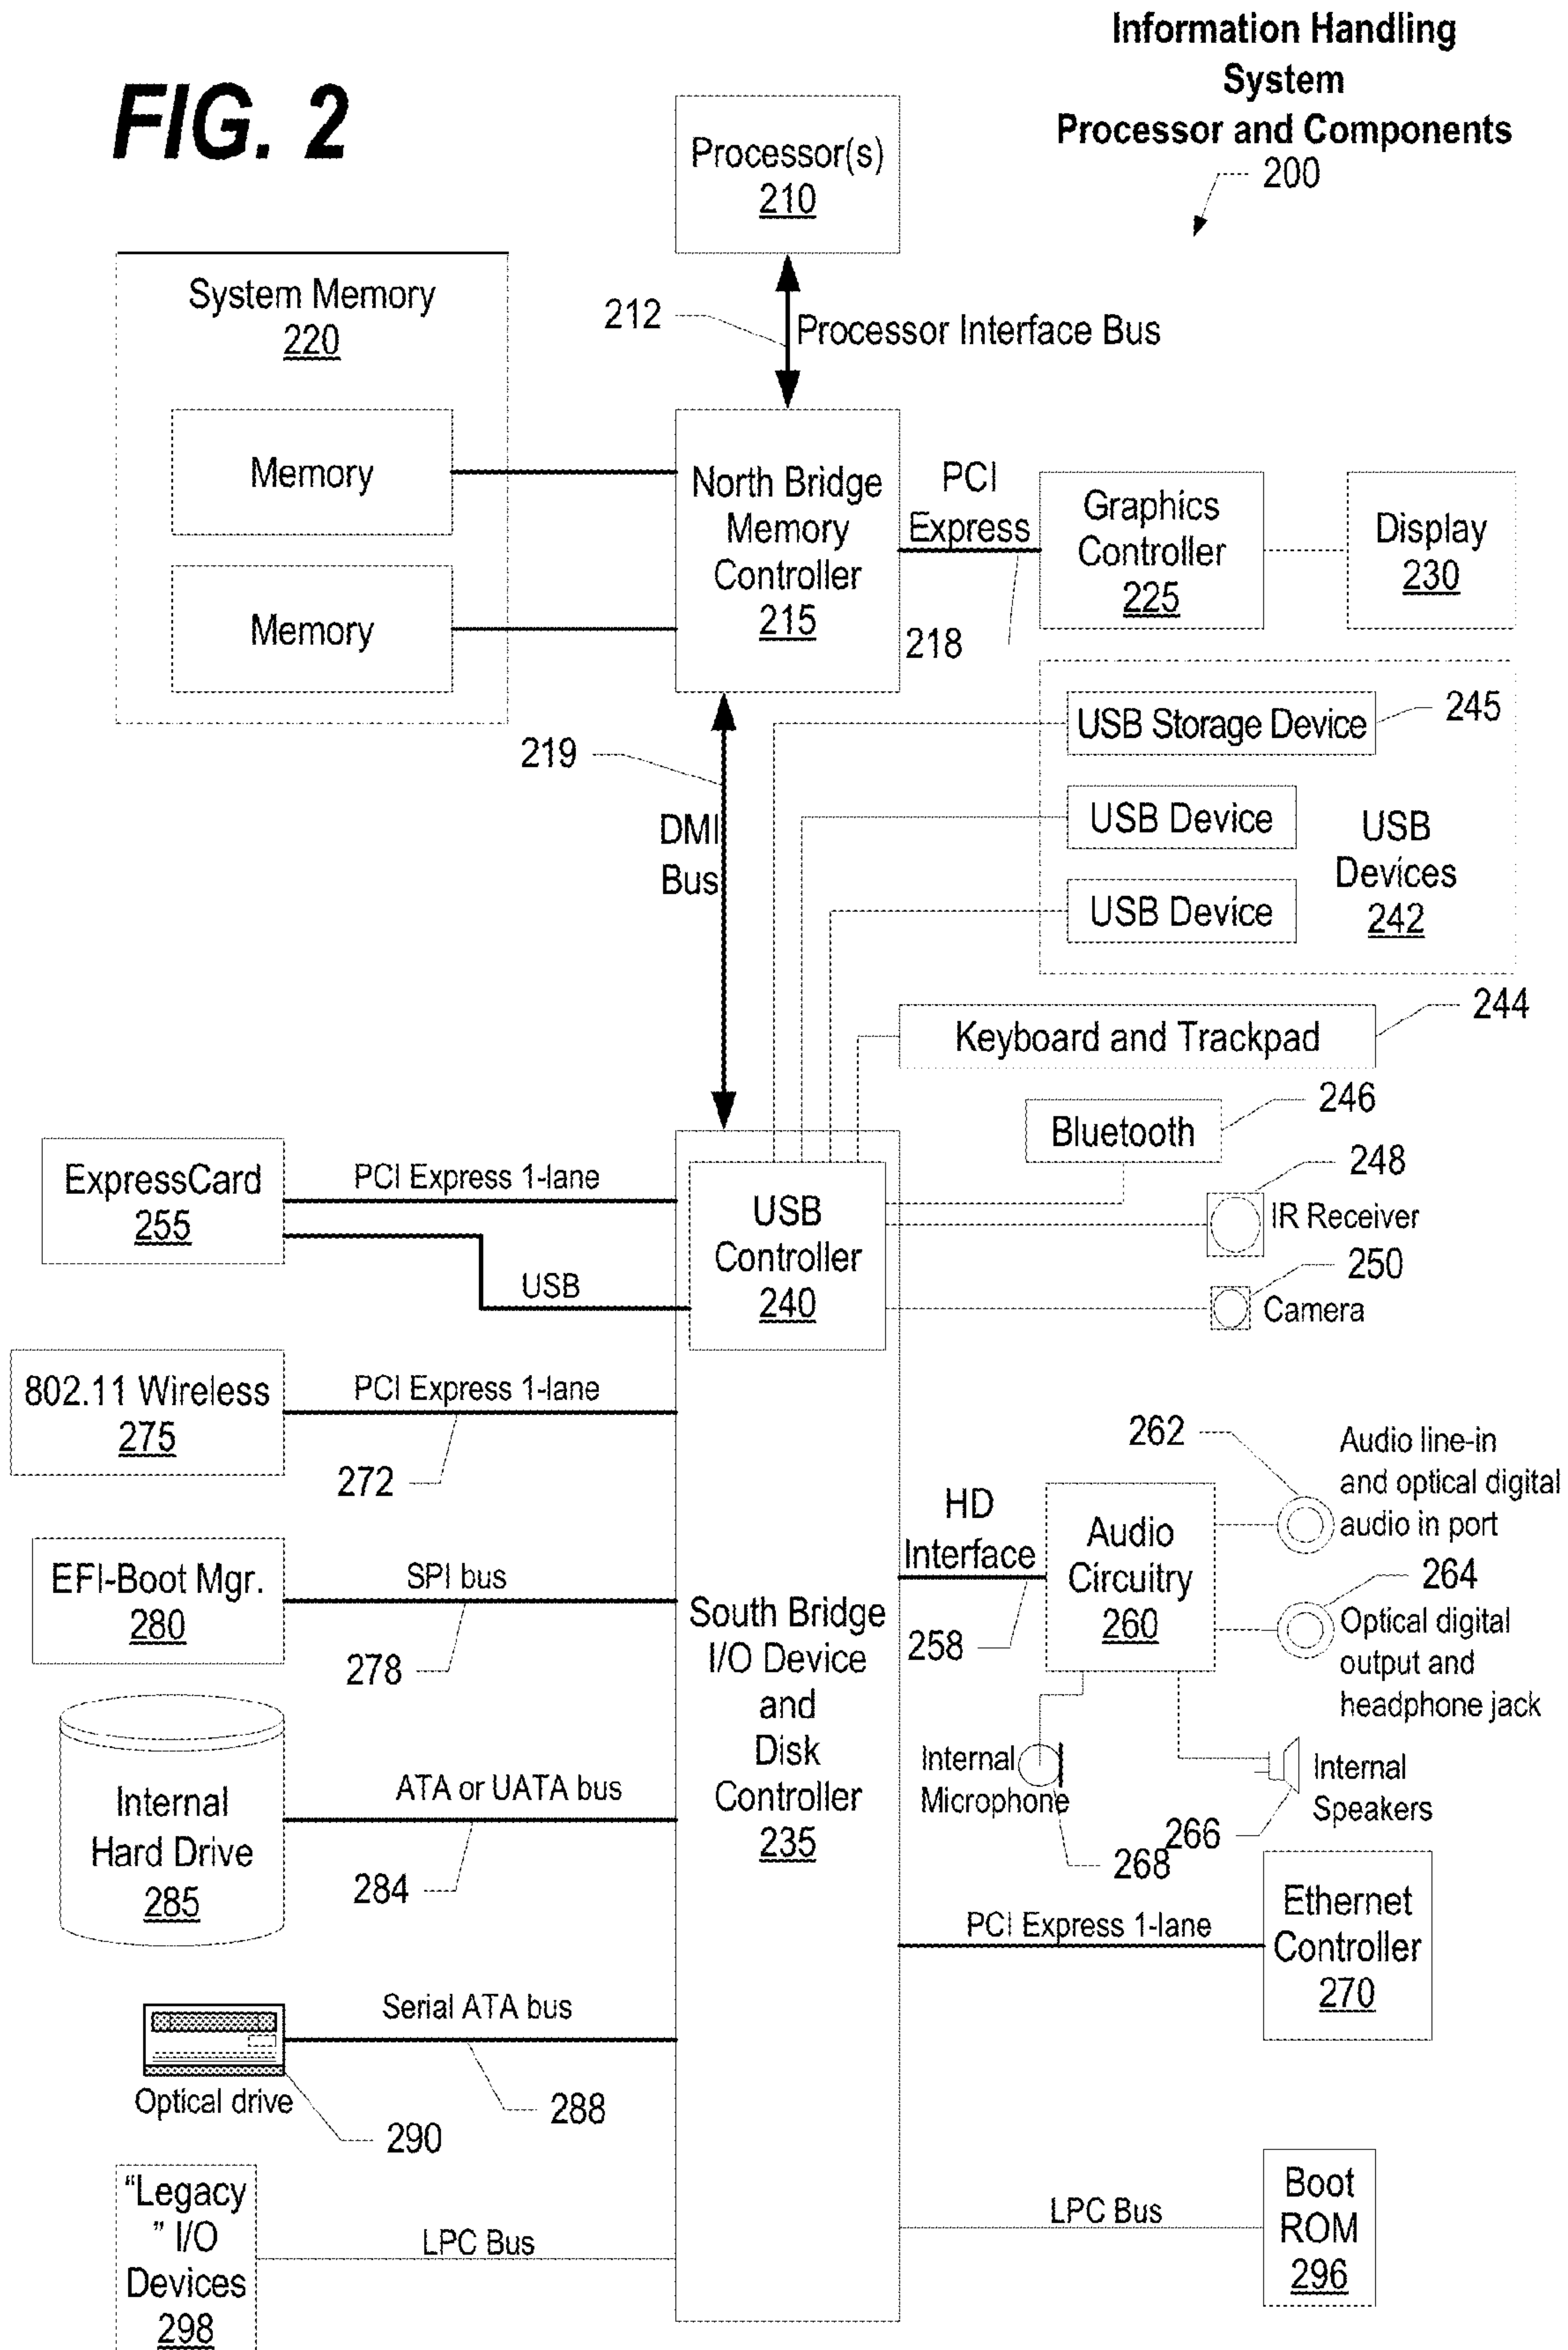 Information Handling
System
Processor and Components
200
FIG. 2
Processor(s)
210
System Memory
220
212
Processor Interface Bus
Memory
Memory
North Bridge
Memory
Controller
215
PCI
Express
218
Graphics
Controller
225
Display
230
219
DMI
Bus
USB Storage Device
245
USB Device
USB Device
USB
Devices
242
244
Keyboard and Trackpad
246
Bluetooth
248
IR Receiver
250
Camera
ExpressCard
255
PCI Express 1-lane
USB
USB
Controller
240
802.11 Wireless
275
PCI Express 1-lane
272
262
Audio line-in
and optical digital
audio in port
HD
Interface
258
Audio
Circuitry
260
264
Optical digital
output and
headphone jack
EFI-Boot Mgr.
280
SPI bus
278
South Bridge
I/O Device
and
Disk
Controller
235
Internal
Microphone
268
Internal
Speakers
266
Internal
Hard Drive
285
ATA or UATA bus
284
PCI Express 1-lane
Ethernet
Controller
270
Serial ATA bus
288
Optical drive
290
“Legacy
” I/O
Devices
298
LPC Bus
LPC Bus
Boot
ROM
296